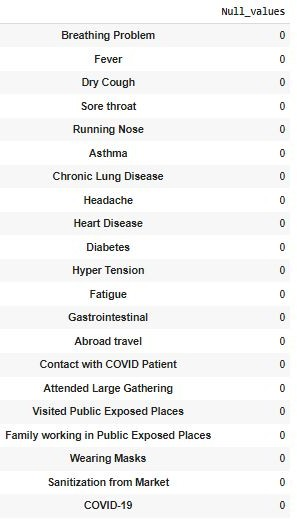 Null_values
Breathing Problem 0
Fever 0
Dry Cough 0
Sore throat 0
Running Nose 0
Asthma 0
Chronic Lung Disease 0
Headache 0
Heart Disease 0
Diabetes 0
Hyper Tension 0
Fatigue 0
Gastrointestinal 0
Abroad travel 0
Contact with COVID Patient 0
Attended Large Gathering 0
Visited Public Exposed Places 0
Family working in Public Exposed Places 0
Wearing Masks 0
Sanitization from Market 0
COVID-19 0